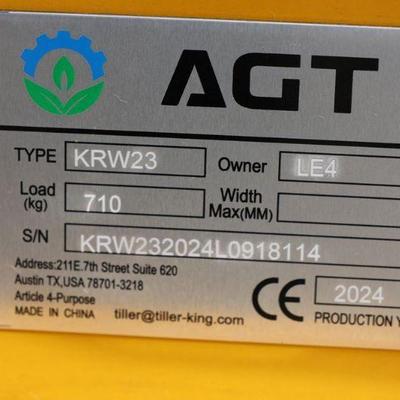 AGT
TYPE KRW23 Owner LE4
Load (kg) 710 Width Max(MM)
S/N KRW232024L0918114
Address:211E.7th Street Suite 620
Austin TX,USA 78701-3218
Article 4-Purpose
MADE IN CHINA tiller@tiller-king.com
CE 2024
PRODUCTION